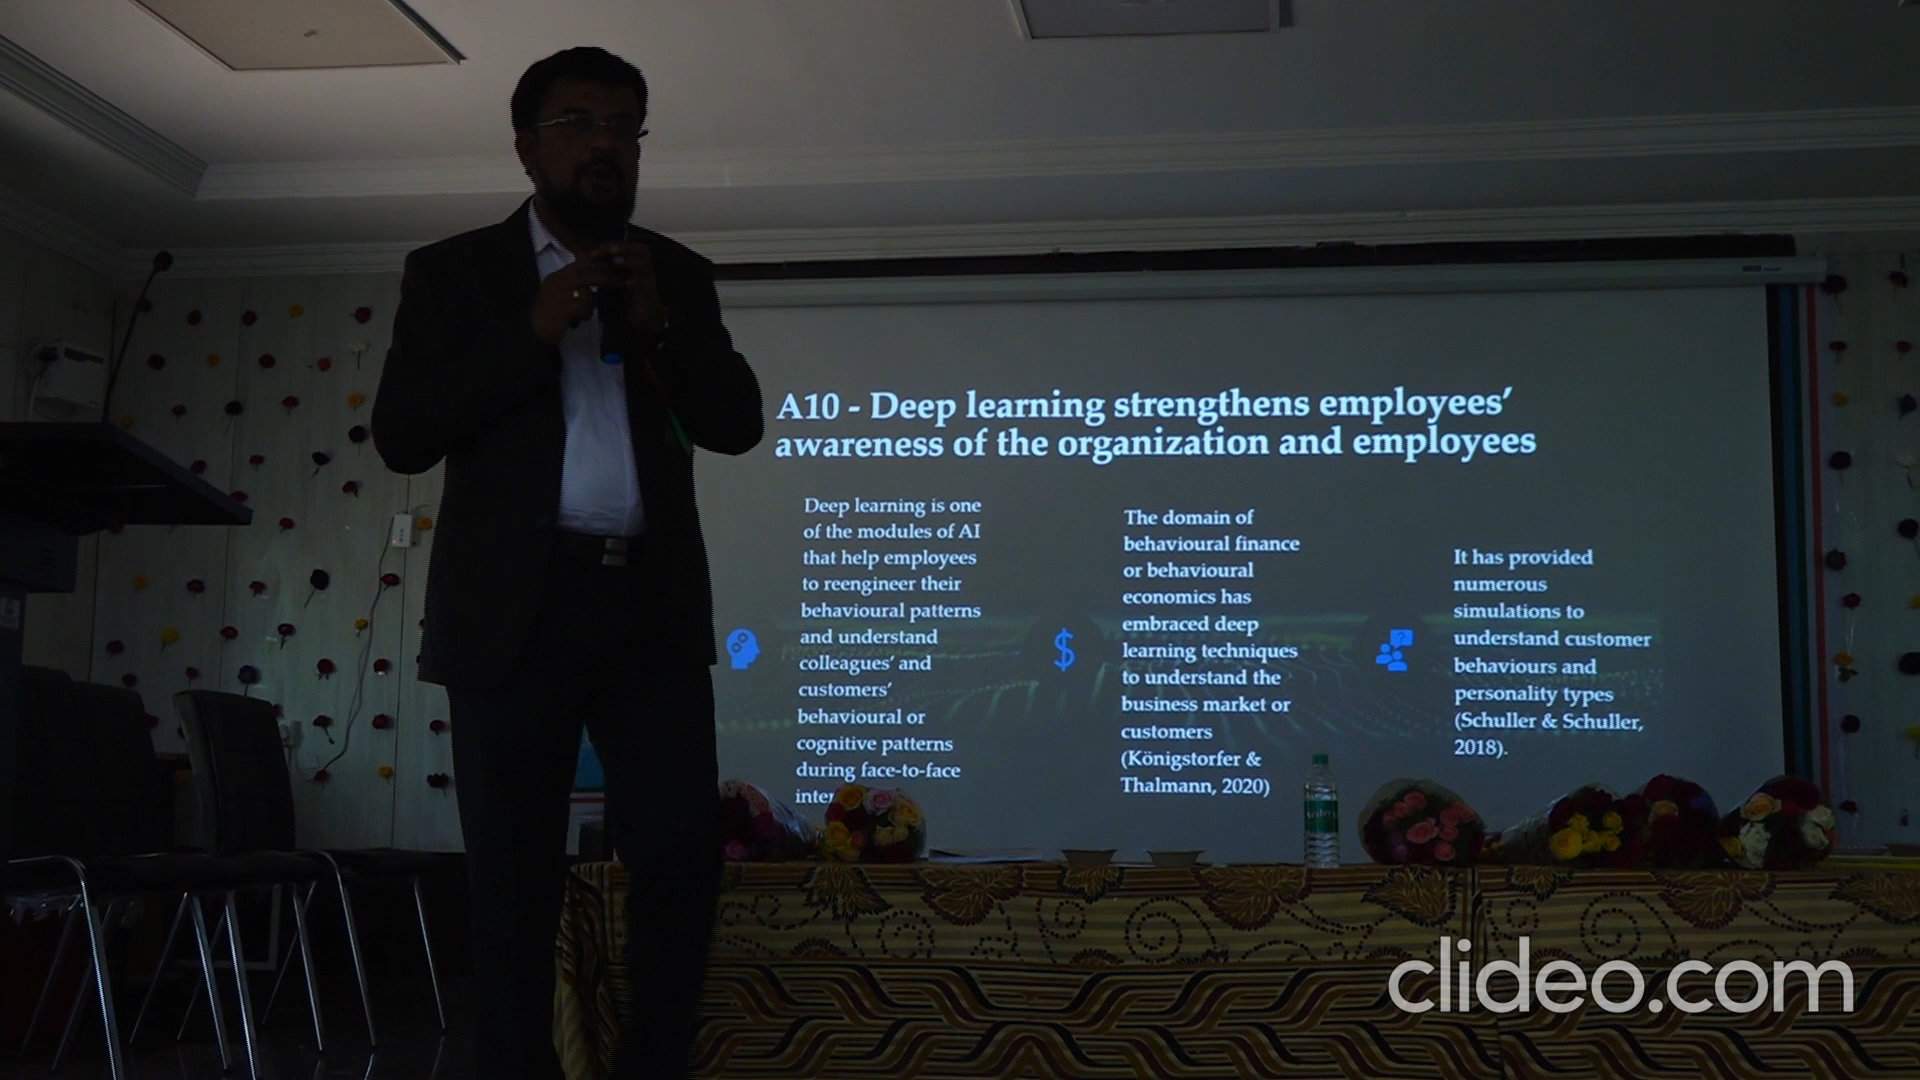 A10 - Deep learning strengthens employees’
awareness of the organization and employees
Deep learning is one
of the modules of AI
that help employees
to reengineer their
behavioural patterns
and understand
colleagues’ and
customers’
behavioural or
cognitive patterns
during face-to-face
The domain of
behavioural finance
or behavioural
economics has
embraced deep
learning techniques
to understand the
business market or
customers
(Königstorfer &
Thalmann, 2020)
It has provided
numerous
simulations to
understand customer
behaviours and
personality types
(Schuller & Schuller,
2018).
$
?
clideo.com